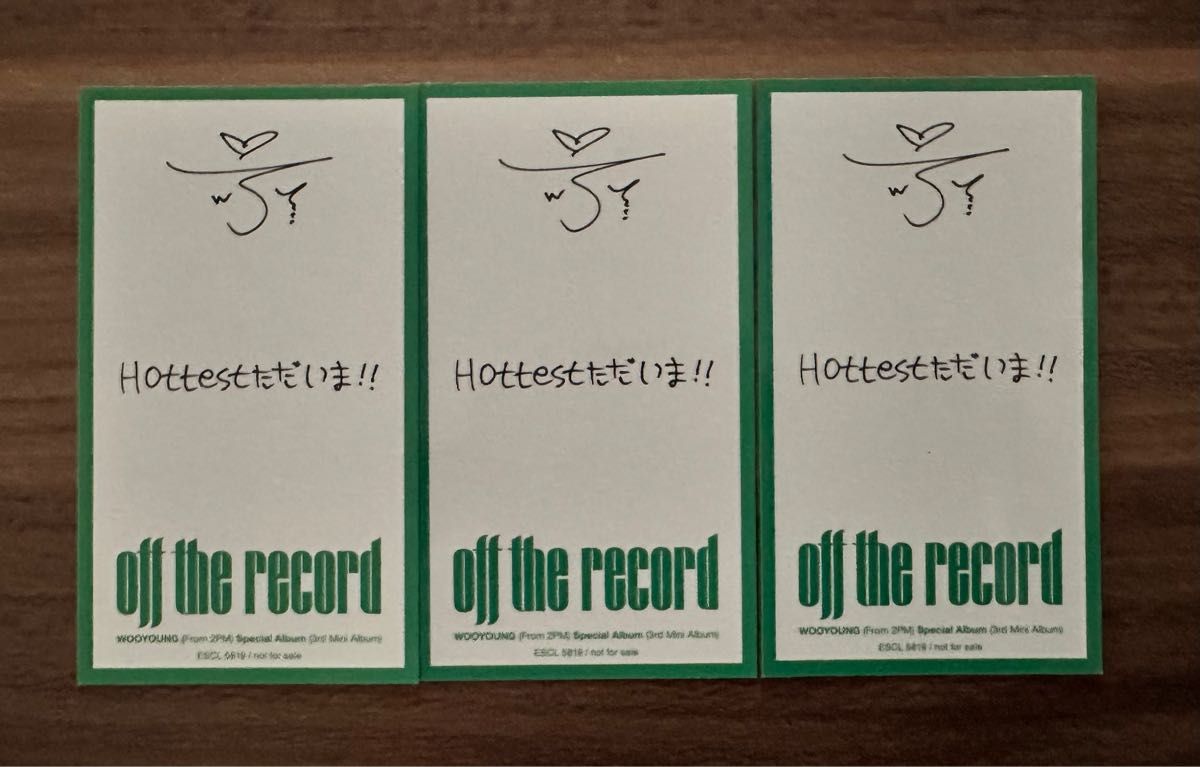 wJY
Hottestただいま!!
off the record
WOOYOUNG (From 2PM) Special Album (3rd Mini Album)
ESCL 5819 / not for sale
wJY
Hottestただいま!!
off the record
WOOYOUNG (From 2PM) Special Album (3rd Mini Album)
ESCL 5819 / not for sale
wJY
Hottestただいま!!
off the record
WOOYOUNG (From 2PM) Special Album (3rd Mini Album)
ESCL 5819 / not for sale